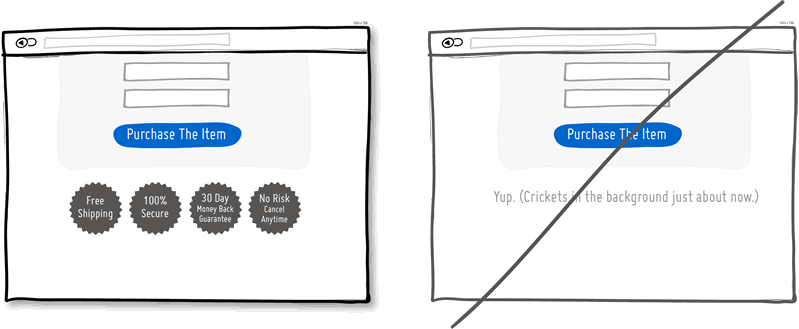 Purchase The Item
Free
Shipping
100%
Secure
30 Day
Money Back
Guarantee
No Risk
Cancel
Anytime
Purchase The Item
Yup. (Crickets in the background just about now.)